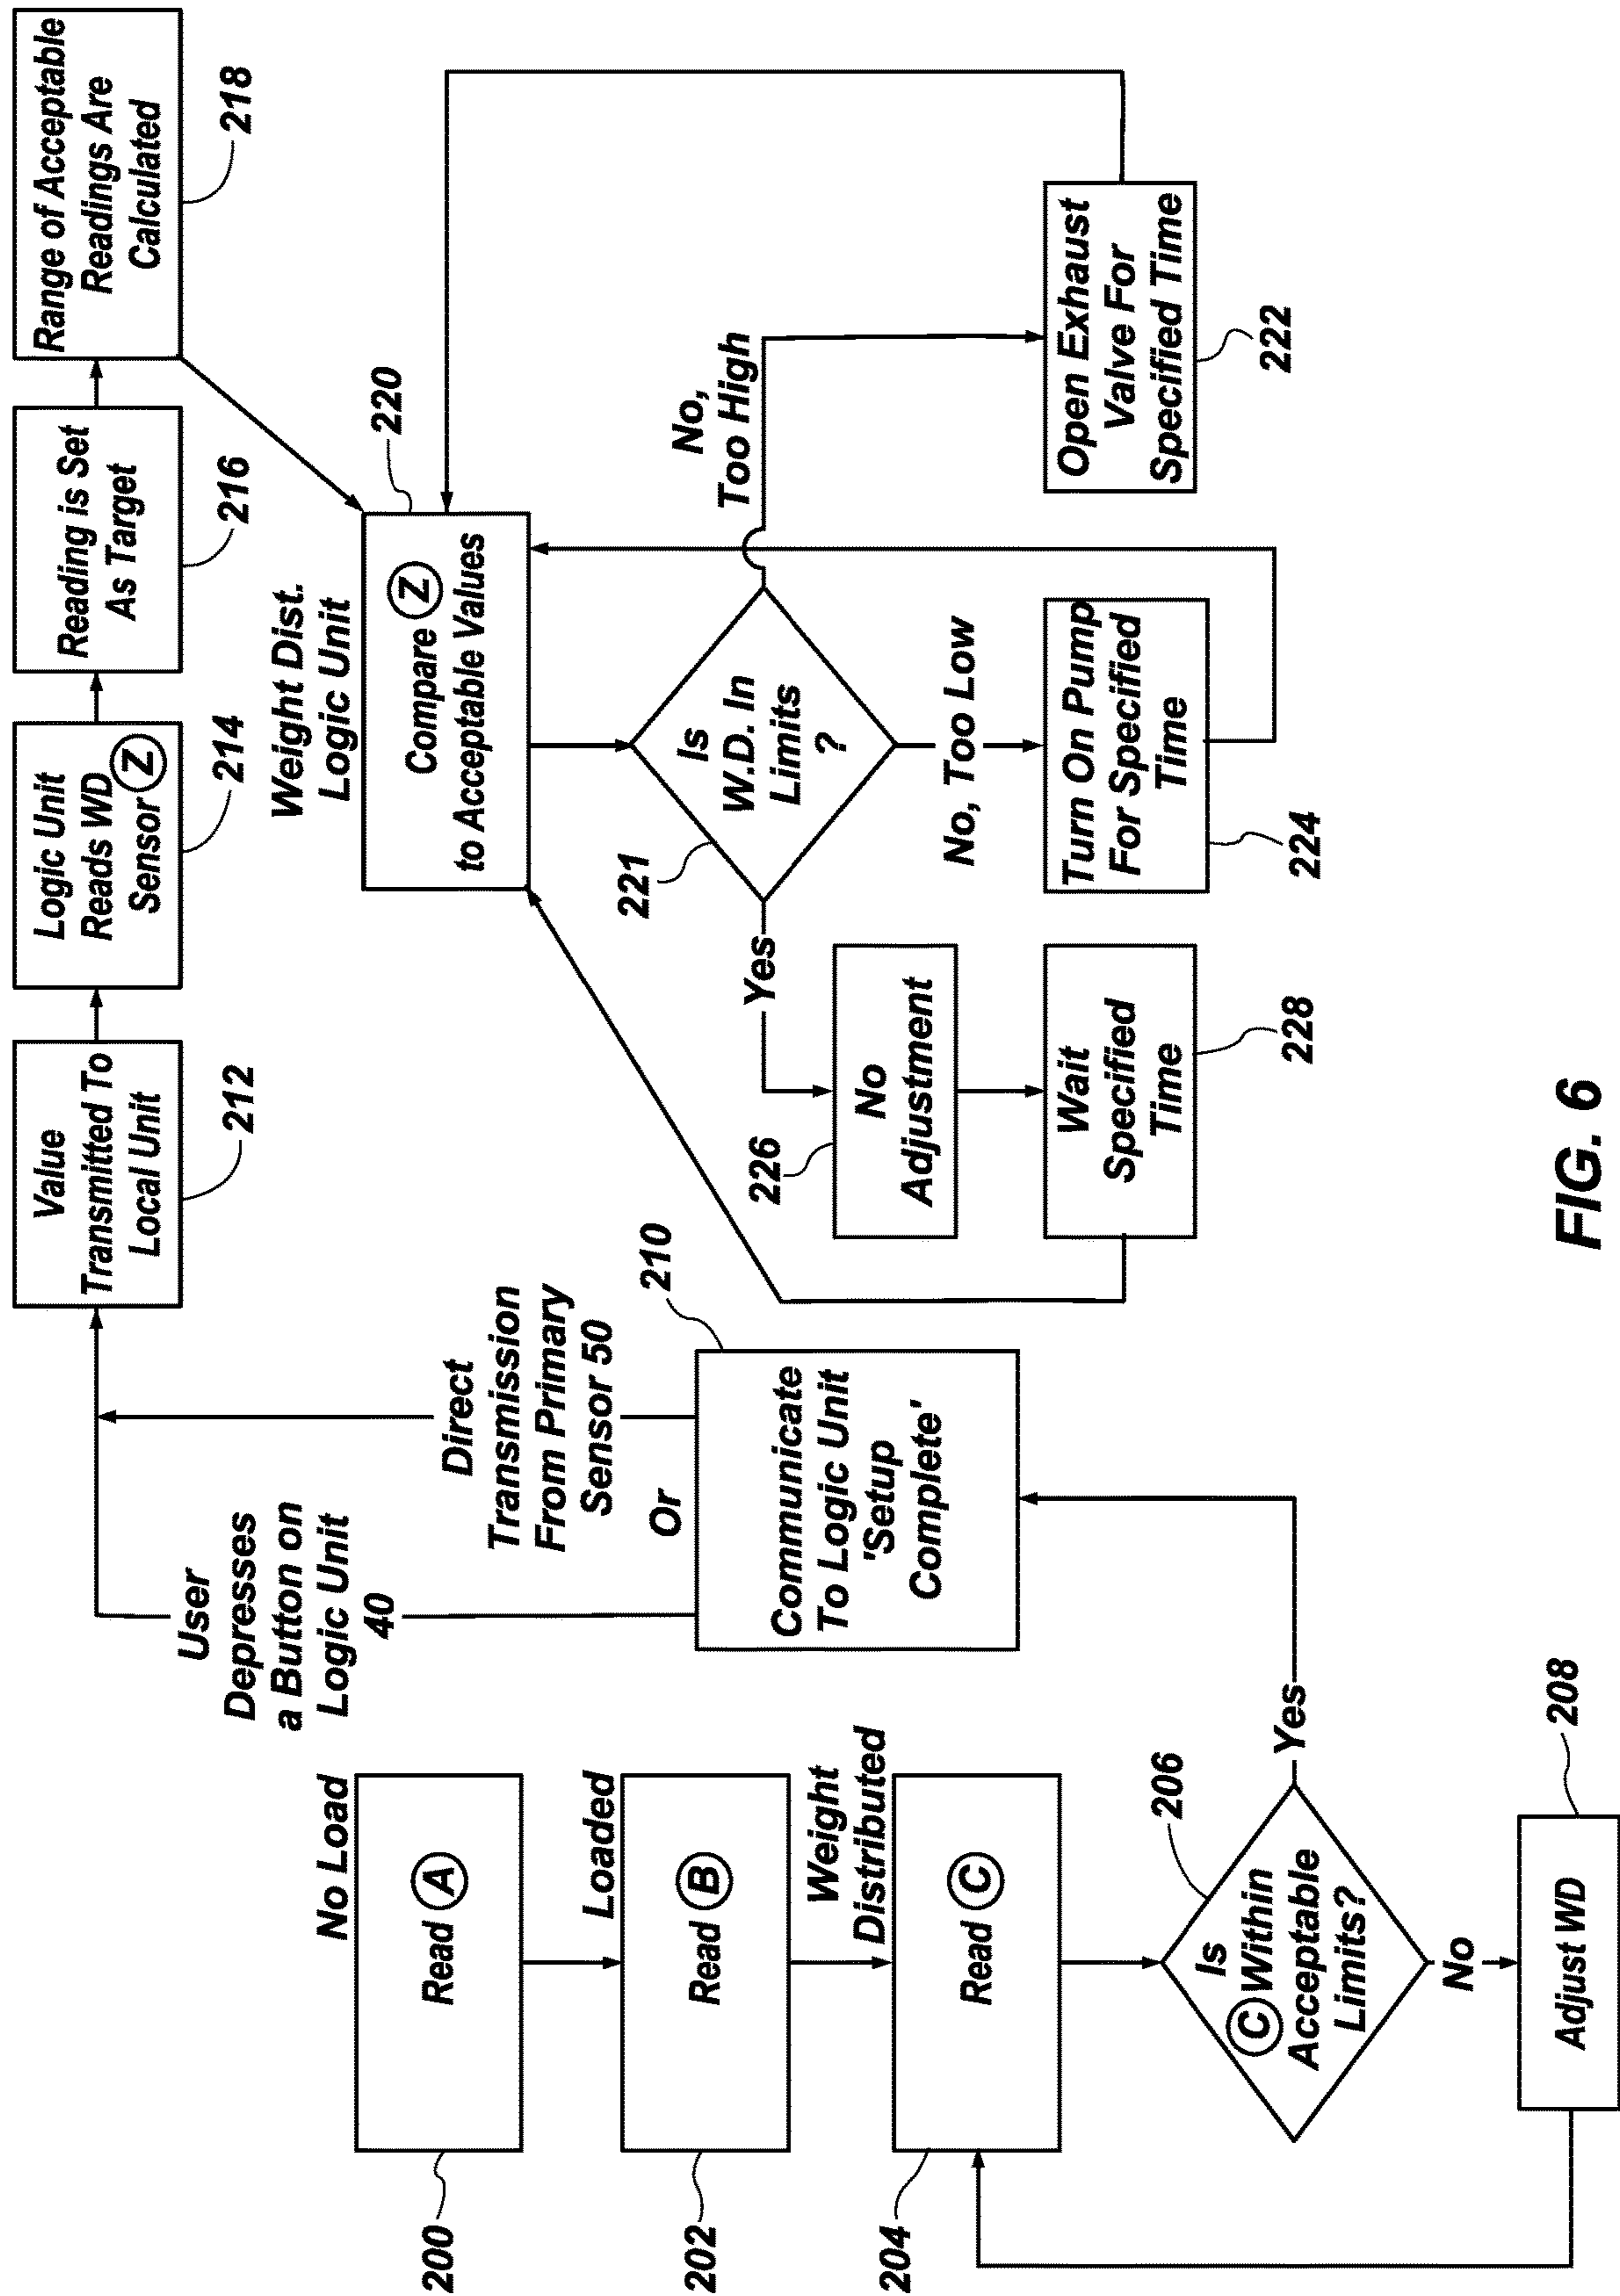 No Load
Read A
200
Loaded
Read B
202
Weight
Distributed
Read C
204
Is
C Within
Acceptable
Limits?
206
No
Adjust WD
208
Yes
Communicate
To Logic Unit
'Setup
Complete'
210
User
Depresses
a Button on
Logic Unit
40
Or
Direct
Transmission
From Primary
Sensor 50
Value
Transmitted To
Local Unit
212
Logic Unit
Reads WD
Sensor Z
214
Reading is Set
As Target
216
Range of Acceptable
Readings Are
Calculated
218
Weight Dist.
Logic Unit
Compare Z
to Acceptable Values
220
Is
W.D. In
Limits
?
221
Yes
No
Adjustment
226
Wait
Specified
Time
228
No, Too Low
Turn On Pump
For Specified
Time
224
No,
Too High
Open Exhaust
Valve For
Specified Time
222
FIG. 6